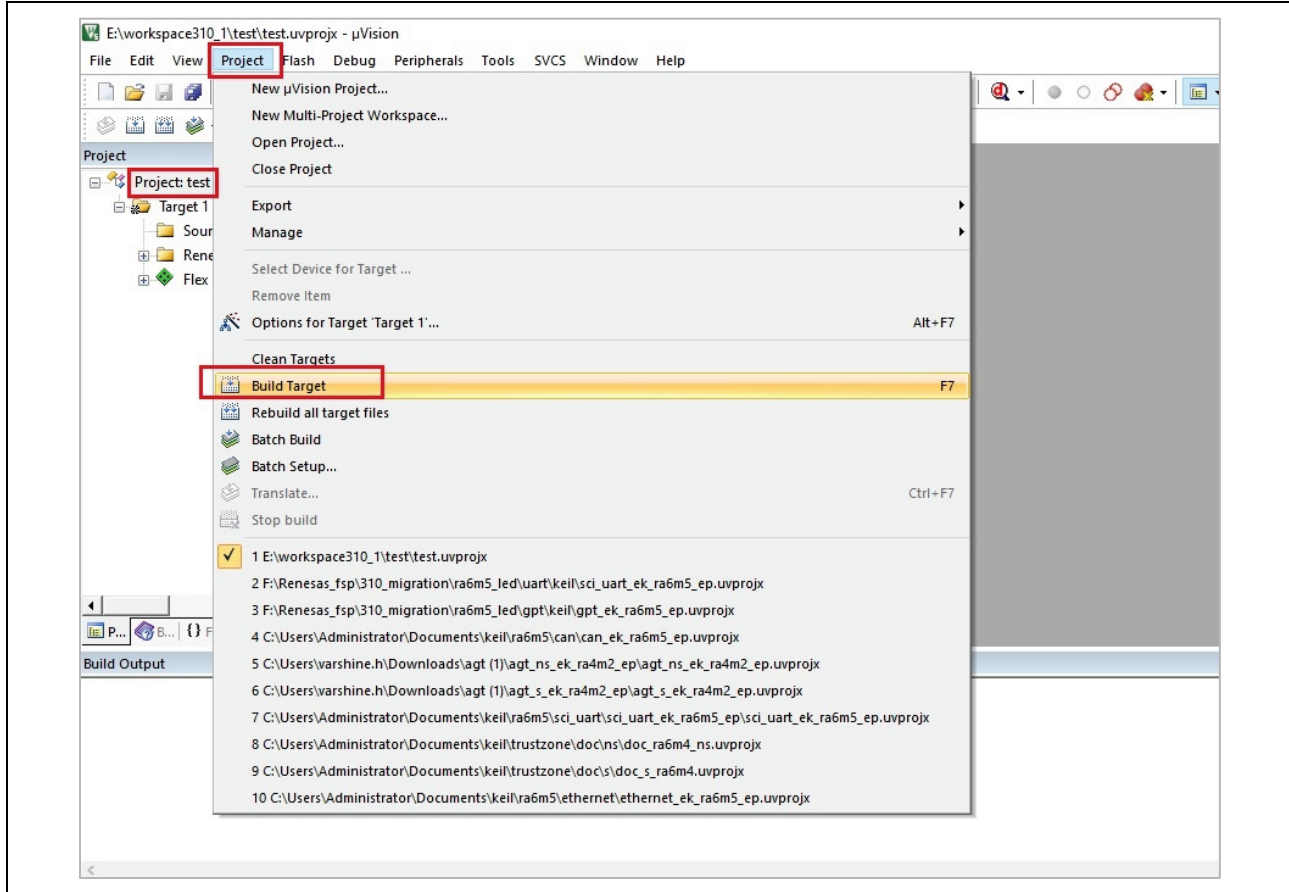 E:\workspace310_1\test\test.uvprojx - µVision
File Edit View Project Flash Debug Peripherals Tools SVCS Window Help
New µVision Project...
New Multi-Project Workspace...
Open Project...
Close Project
Export
Manage
Select Device for Target ...
Remove Item
Options for Target 'Target 1'... Alt+F7
Clean Targets
Build Target F7
Rebuild all target files
Batch Build
Batch Setup...
Translate... Ctrl+F7
Stop build
1 E:\workspace310_1\test\test.uvprojx
2 F:\Renesas_fsp\310_migration\ra6m5_led\uart\keil\sci_uart_ek_ra6m5_ep.uvprojx
3 F:\Renesas_fsp\310_migration\ra6m5_led\gpt\keil\gpt_ek_ra6m5_ep.uvprojx
4 C:\Users\Administrator\Documents\keil\ra6m5\can\can_ek_ra6m5_ep.uvprojx
5 C:\Users\varshine.h\Downloads\agt (1)\agt_ns_ek_ra4m2_ep\agt_ns_ek_ra4m2_ep.uvprojx
6 C:\Users\varshine.h\Downloads\agt (1)\agt_s_ek_ra4m2_ep\agt_s_ek_ra4m2_ep.uvprojx
7 C:\Users\Administrator\Documents\keil\ra6m5\sci_uart\sci_uart_ek_ra6m5_ep\sci_uart_ek_ra6m5_ep.uvprojx
8 C:\Users\Administrator\Documents\keil\trustzone\doc\ns\doc_ra6m4_ns.uvprojx
9 C:\Users\Administrator\Documents\keil\trustzone\doc\s\doc_s_ra6m4.uvprojx
10 C:\Users\Administrator\Documents\keil\ra6m5\ethernet\ethernet_ek_ra6m5_ep.uvprojx
Project
Project: test
Target 1
Sour
Rene
Flex
P... B... {} F
Build Output